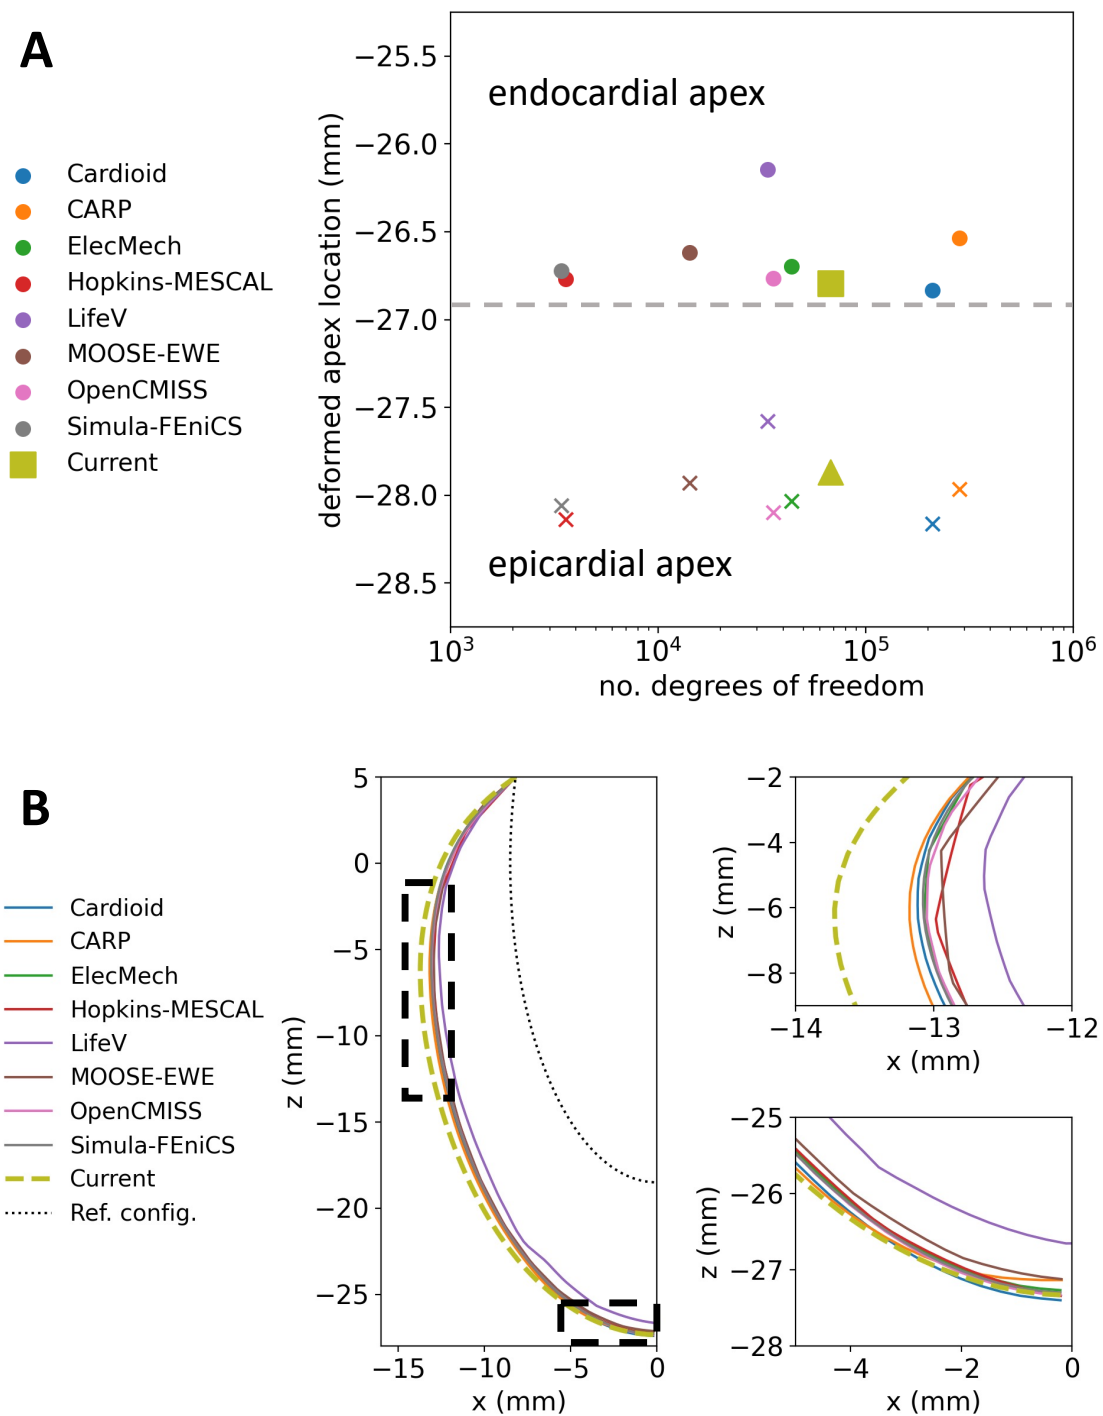 A
Cardioid
CARP
ElecMech
Hopkins-MESCAL
LifeV
MOOSE-EWE
OpenCMISS
Simula-FEniCS
Current
deformed apex location (mm)
−25.5
−26.0
−26.5
−27.0
−27.5
−28.0
−28.5
endocardial apex
epicardial apex
10³ 10⁴ 10⁵ 10⁶
no. degrees of freedom
B
Cardioid
CARP
ElecMech
Hopkins-MESCAL
LifeV
MOOSE-EWE
OpenCMISS
Simula-FEniCS
Current
Ref. config.
z (mm)
5
0
−5
−10
−15
−20
−25
−15 −10 −5 0
x (mm)
z (mm)
−2
−4
−6
−8
−14 −13 −12
x (mm)
z (mm)
−25
−26
−27
−28
−4 −2 0
x (mm)